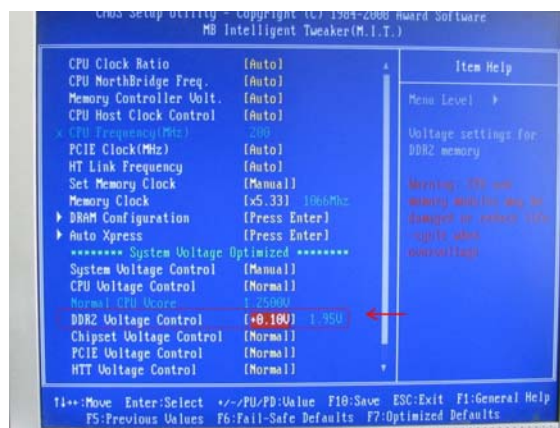 CMOS Setup Utility - Copyright (C) 1984-2008 Award Software
MB Intelligent Tweaker(M.I.T.)
CPU Clock Ratio [Auto]
CPU NorthBridge Freq. [Auto]
Memory Controller Volt. [Auto]
CPU Host Clock Control [Auto]
x CPU Frequency(MHz) 200
PCIE Clock(MHz) [Auto]
HT Link Frequency [Auto]
Set Memory Clock [Manual]
Memory Clock [x5.33] 1066Mhz
DRAM Configuration [Press Enter]
Auto Xpress [Press Enter]
******** System Voltage Optimized ********
System Voltage Control [Manual]
CPU Voltage Control [Normal]
Normal CPU Vcore 1.2500V
DDR2 Voltage Control [+0.10V] 1.95V
Chipset Voltage Control [Normal]
PCIE Voltage Control [Normal]
HTT Voltage Control [Normal]
Item Help
Menu Level
Voltage settings for
DDR2 memory
damaged or reduce
overvoltage
↑↓→←:Move Enter:Select +/-/PU/PD:Value F10:Save ESC:Exit F1:General Help
F5:Previous Values F6:Fail-Safe Defaults F7:Optimized Defaults